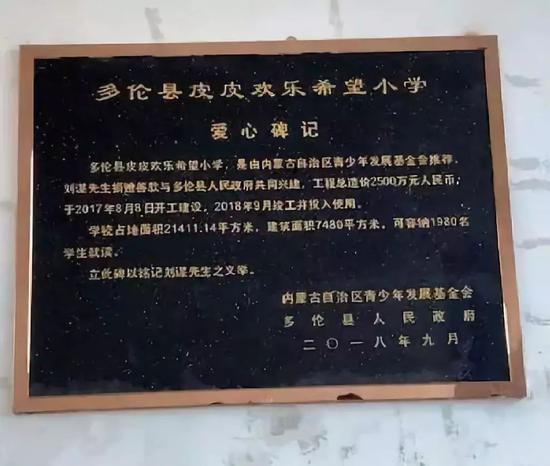 多伦县皮皮欢乐希望小学
爱心碑记
多伦县皮皮欢乐希望小学，是由内蒙古自治区青少年发展基金会推荐，
刘谋先生捐赠善款与多伦县人民政府共同兴建，工程总造价2500万元人民币，
于2017年8月8日开工建设，2018年9月竣工并投入使用。
学校占地面积21411.14平方米，建筑面积7480平方米，可容纳1980名
学生就读。
立此碑以铭记刘谋先生之义举。
内蒙古自治区青少年发展基金会
多伦县人民政府
二〇一八年九月